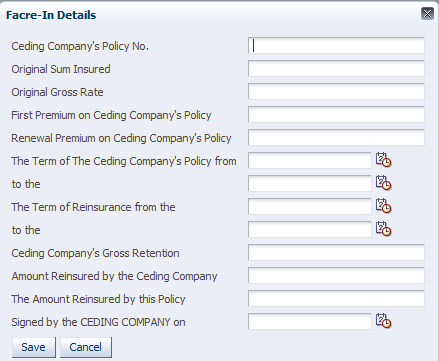 Facre-In Details
Ceding Company's Policy No.
Original Sum Insured
Original Gross Rate
First Premium on Ceding Company's Policy
Renewal Premium on Ceding Company's Policy
The Term of The Ceding Company's Policy from
to the
The Term of Reinsurance from the
to the
Ceding Company's Gross Retention
Amount Reinsured by the Ceding Company
The Amount Reinsured by this Policy
Signed by the CEDING COMPANY on
Save Cancel